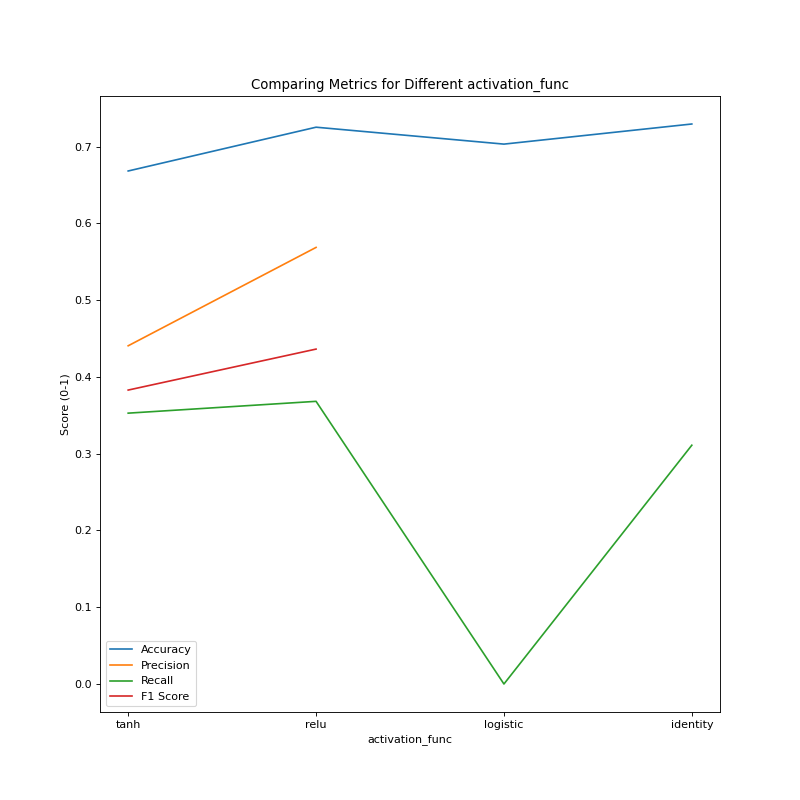 Comparing Metrics for Different activation_func
Score (0-1)
0.7
0.6
0.5
0.4
0.3
0.2
0.1
0.0
Accuracy
Precision
Recall
F1 Score
tanh relu logistic identity
activation_func